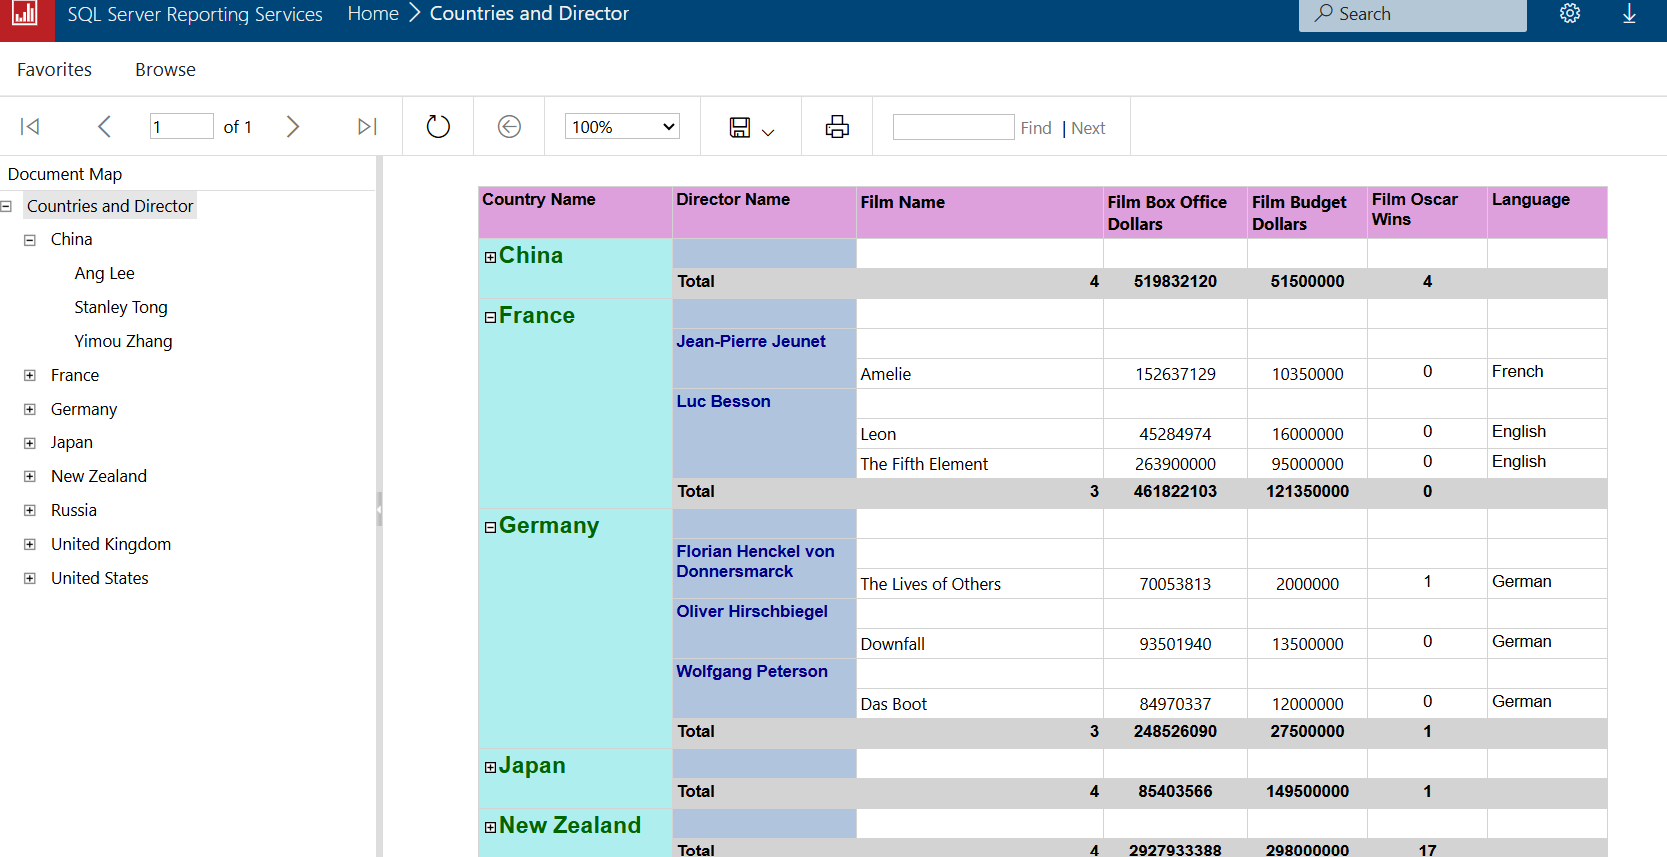 SQL Server Reporting Services Home > Countries and Director Search
Favorites Browse
1 of 1 100% Find | Next
Document Map
Countries and Director
China
Ang Lee
Stanley Tong
Yimou Zhang
France
Germany
Japan
New Zealand
Russia
United Kingdom
United States
Country Name Director Name Film Name Film Box Office Dollars Film Budget Dollars Film Oscar Wins Language
China
Total 4 519832120 51500000 4
France
Jean-Pierre Jeunet
Amelie 152637129 10350000 0 French
Luc Besson
Leon 45284974 16000000 0 English
The Fifth Element 263900000 95000000 0 English
Total 3 461822103 121350000 0
Germany
Florian Henckel von Donnersmarck
The Lives of Others 70053813 2000000 1 German
Oliver Hirschbiegel
Downfall 93501940 13500000 0 German
Wolfgang Peterson
Das Boot 84970337 12000000 0 German
Total 3 248526090 27500000 1
Japan
Total 4 85403566 149500000 1
New Zealand
Total 4 2927933388 298000000 17